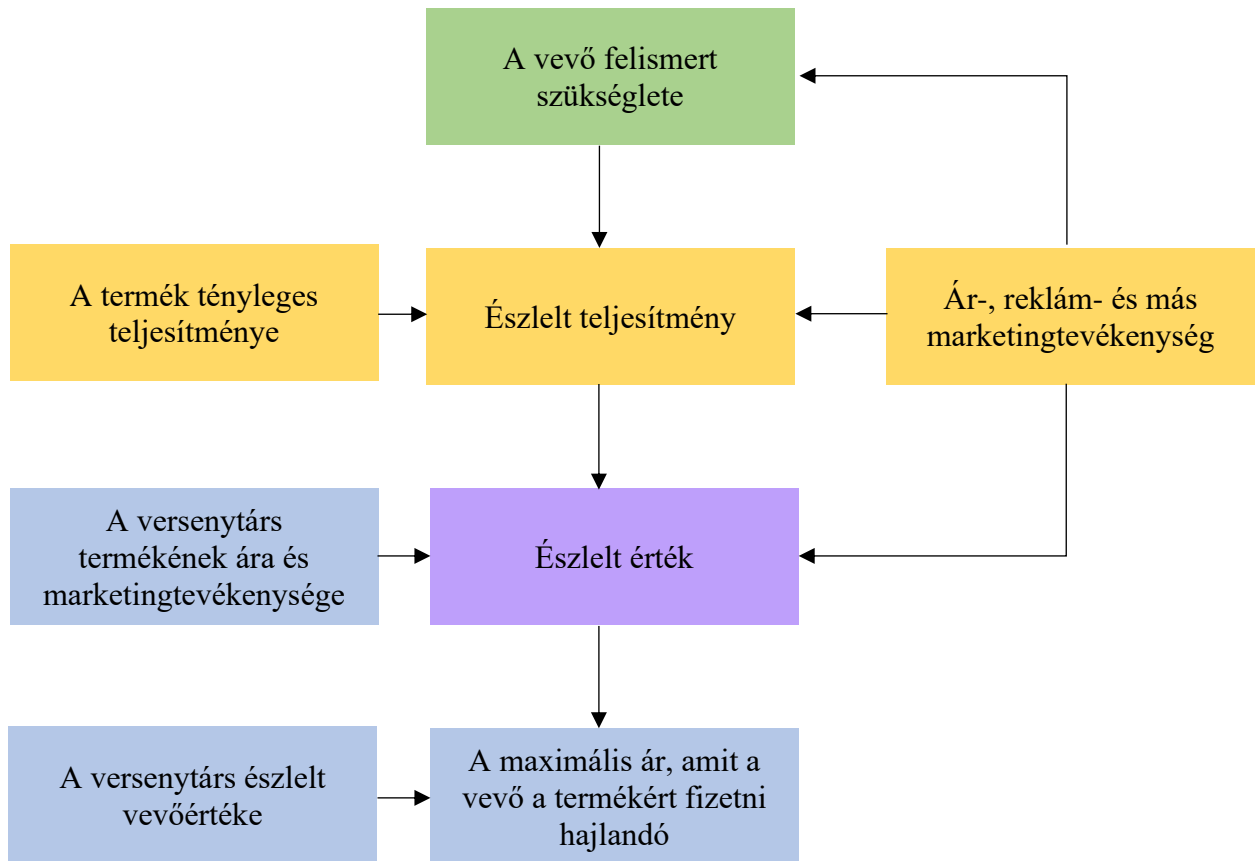 A vevő felismert
szükséglete
A termék tényleges
teljesítménye
Észlelt teljesítmény
Ár-, reklám- és más
marketingtevékenység
A versenytárs
termékének ára és
marketingtevékenysége
Észlelt érték
A versenytárs észlelt
vevőértéke
A maximális ár, amit a
vevő a termékért fizetni
hajlandó